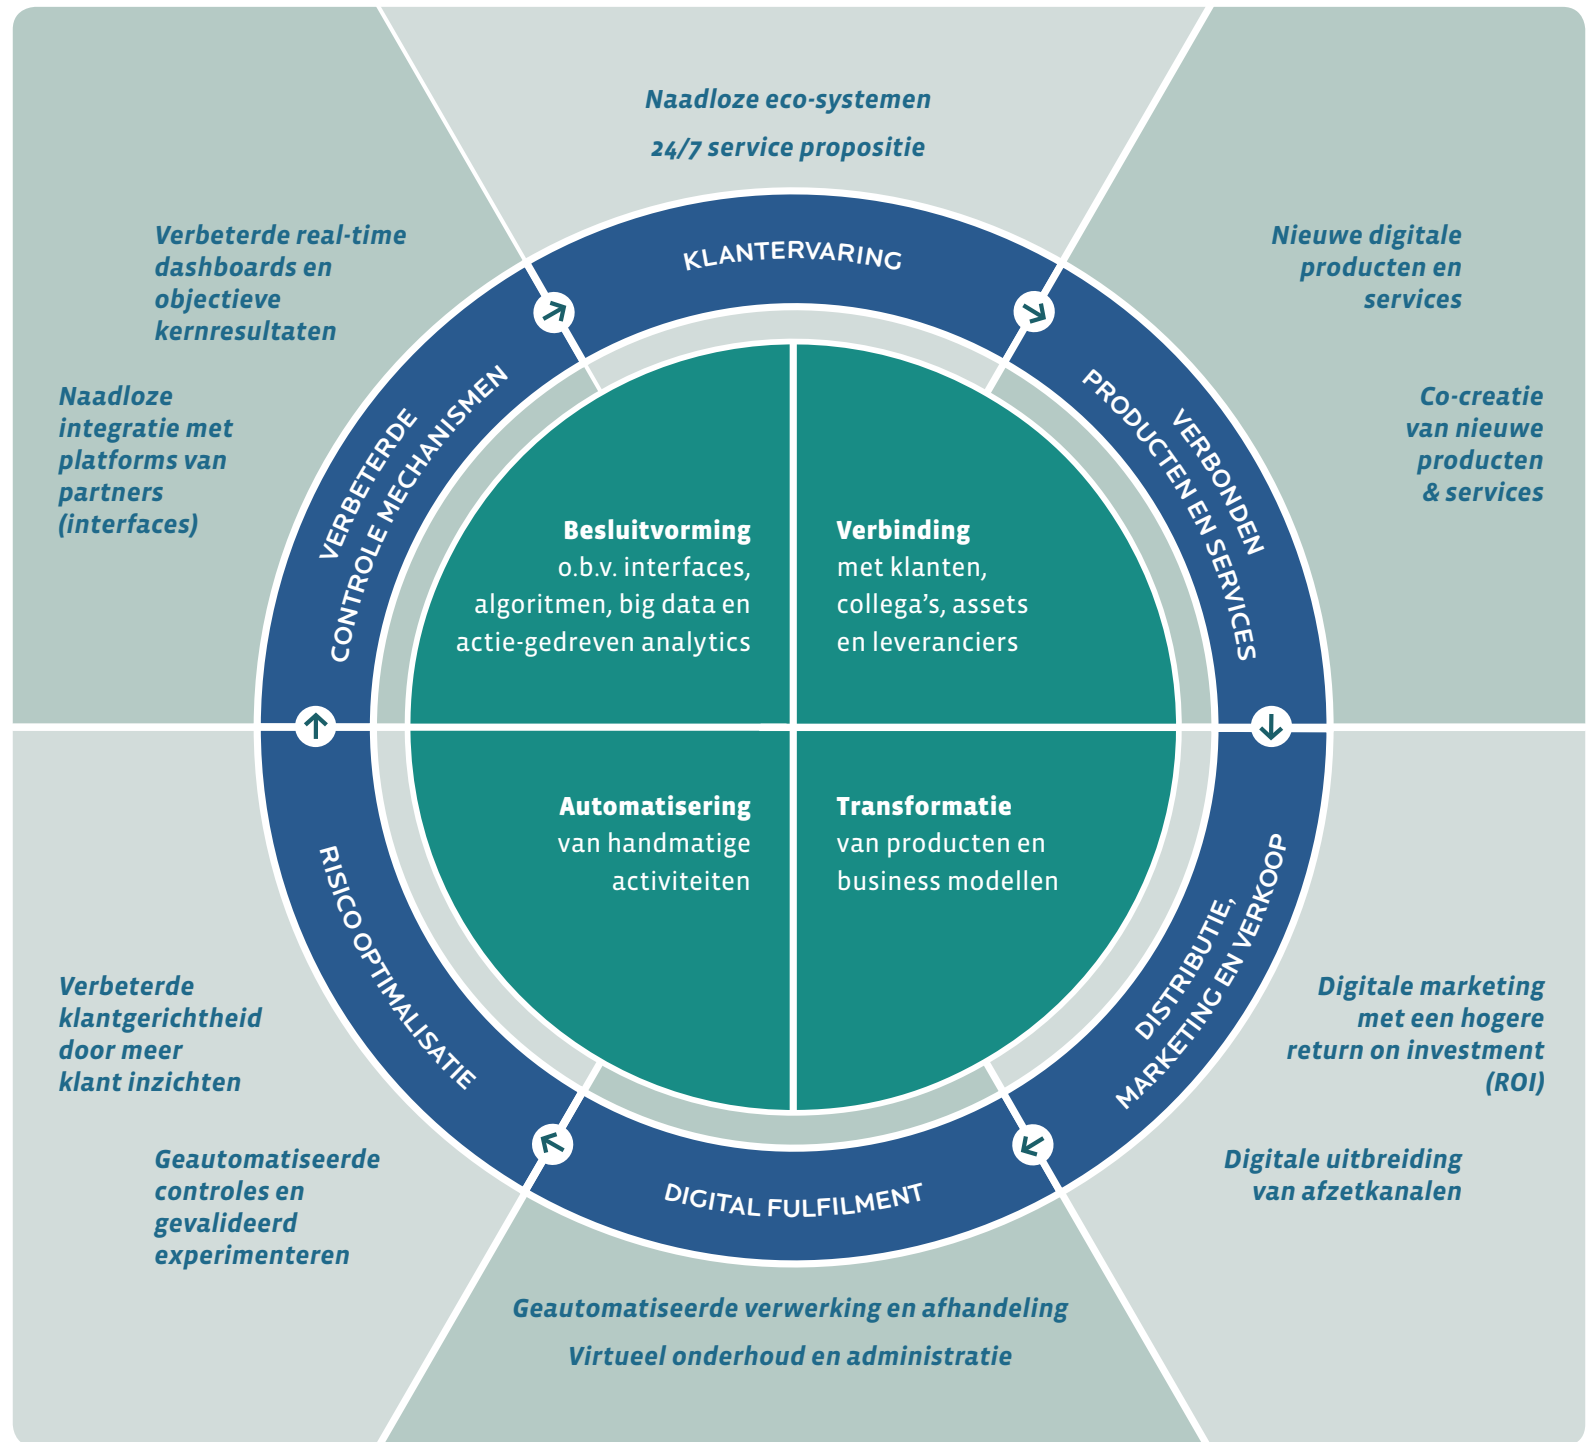 Naadloze eco-systemen
24/7 service propositie
Verbeterde real-time
dashboards en
objectieve
kernresultaten
Naadloze
integratie met
platforms van
partners
(interfaces)
Nieuwe digitale
producten en
services
Co-creatie
van nieuwe
producten
& services
KLANTERVARING
VERBONDEN
PRODUCTEN EN SERVICES
DISTRIBUTIE,
MARKETING EN VERKOOP
DIGITAL FULFILMENT
RISICO OPTIMALISATIE
VERBETERDE
CONTROLE MECHANISMEN
Besluitvorming
o.b.v. interfaces,
algoritmen, big data en
actie-gedreven analytics
Verbinding
met klanten,
collega's, assets
en leveranciers
Automatisering
van handmatige
activiteiten
Transformatie
van producten en
business modellen
Verbeterde
klantgerichtheid
door meer
klant inzichten
Geautomatiseerde
controles en
gevalideerd
experimenteren
Digitale marketing
met een hogere
return on investment
(ROI)
Digitale uitbreiding
van afzetkanalen
Geautomatiseerde verwerking en afhandeling
Virtueel onderhoud en administratie